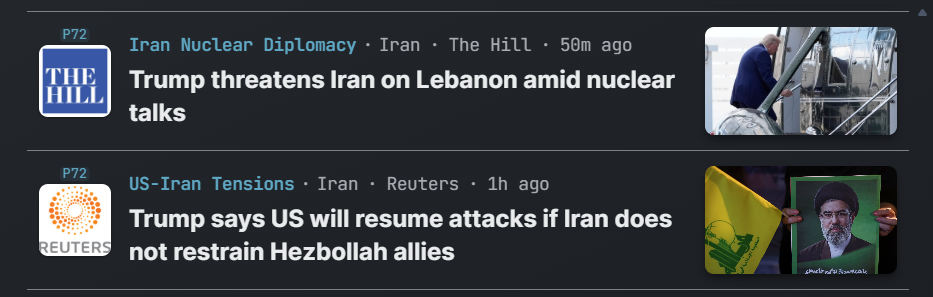 P72
THE
HILL
Iran Nuclear Diplomacy · Iran · The Hill · 50m ago
Trump threatens Iran on Lebanon amid nuclear
talks
P72
REUTERS
US-Iran Tensions · Iran · Reuters · 1h ago
Trump says US will resume attacks if Iran does
not restrain Hezbollah allies